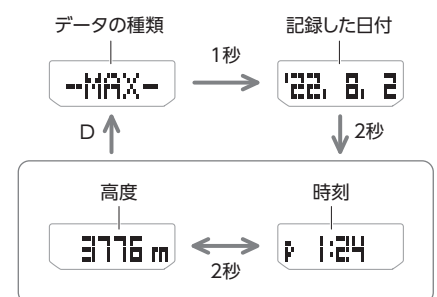 データの種類
記録した日付
-MAX-
1秒
'22. 8. 2
D
2秒
高度
時刻
3776 m
2秒
P 1:24